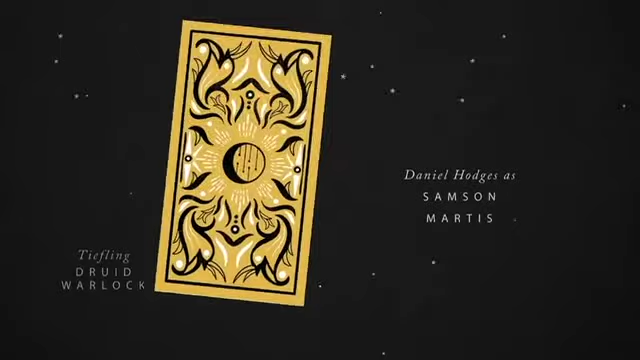 Daniel Hodges as
SAMSON
MARTIS
Tiefling
DRUID
WARLOCK